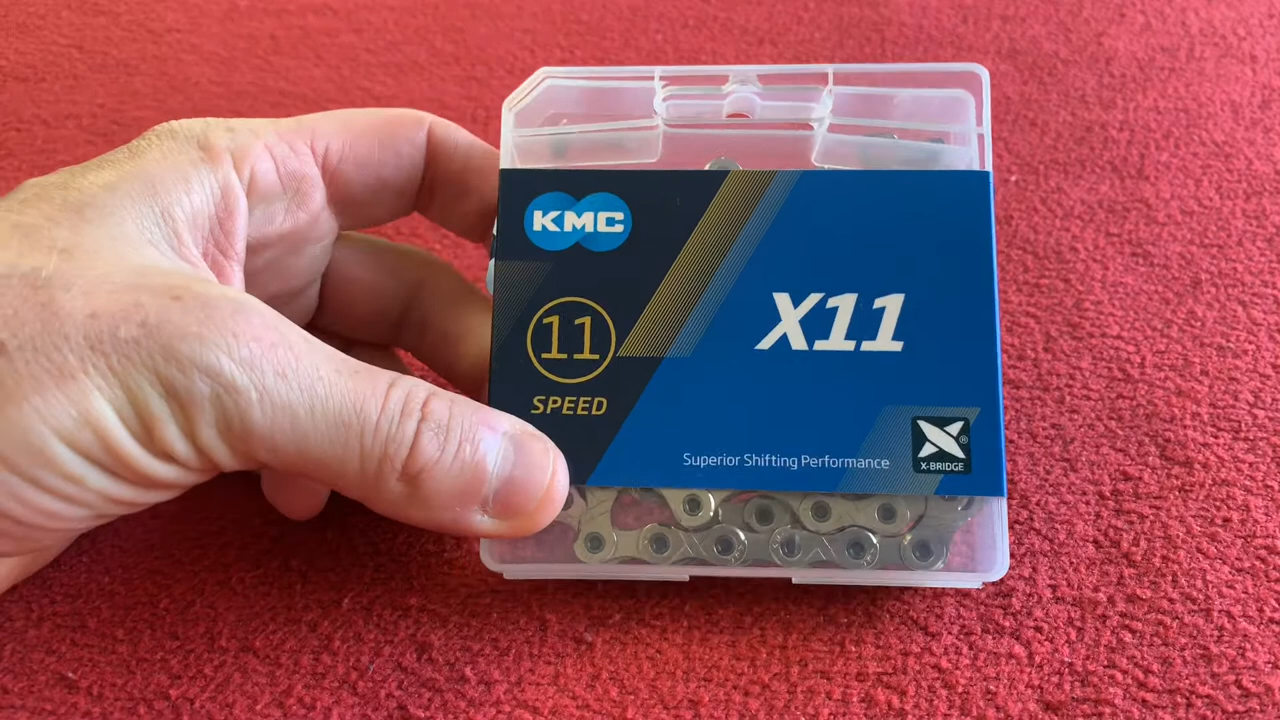 KMC
11
SPEED
X11
Superior Shifting Performance
X-BRIDGE
®